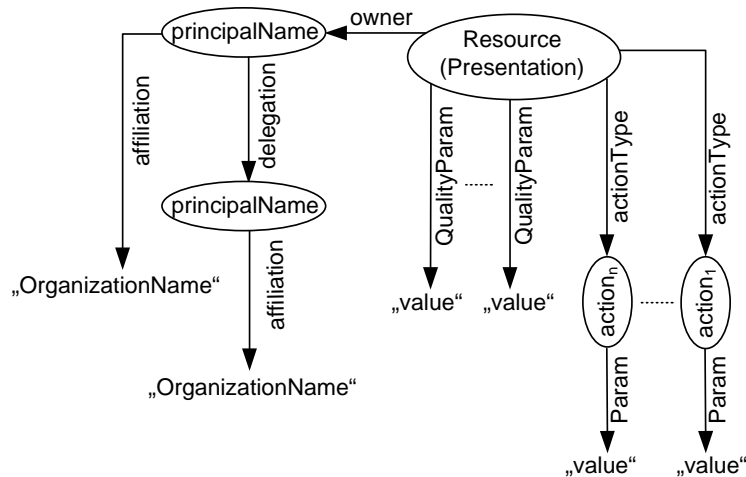 owner
principalName
Resource
(Presentation)
affiliation
delegation
QualityParam
QualityParam
actionType
actionType
principalName
„OrganizationName“
affiliation
„value“
„value“
actionn
action1
„OrganizationName“
Param
Param
„value“
„value“